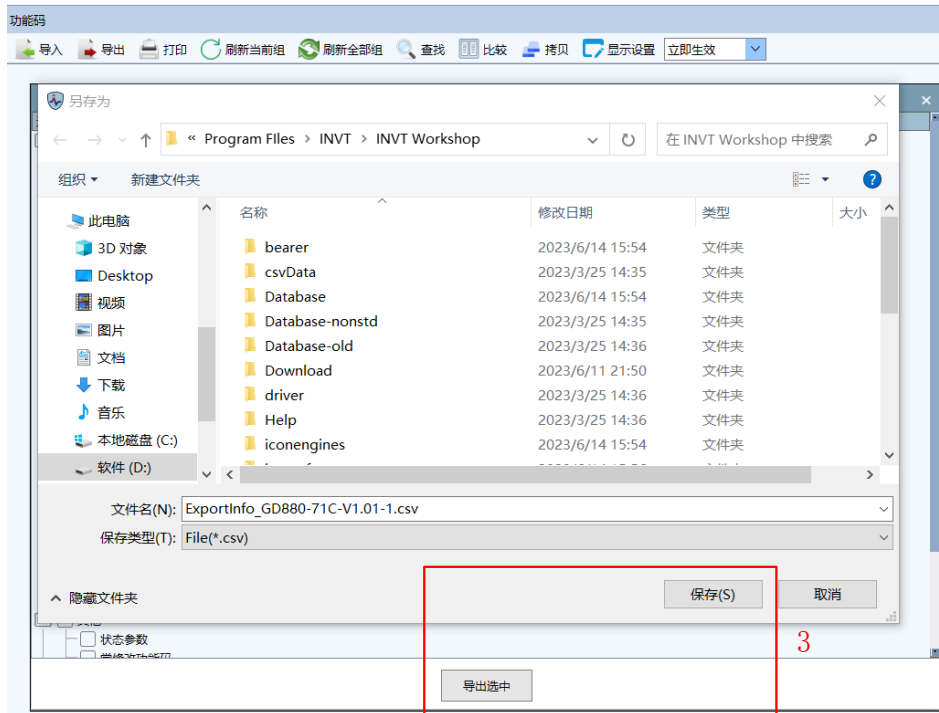 功能码
导入 导出 打印 刷新当前组 刷新全部组 查找 比较 拷贝 显示设置 立即生效
另存为
« Program FIles > INVT > INVT Workshop 在 INVT Workshop 中搜索
组织 新建文件夹
名称 修改日期 类型 大小
此电脑
3D 对象
Desktop
视频
图片
文档
下载
音乐
本地磁盘 (C:)
软件 (D:)
bearer 2023/6/14 15:54 文件夹
csvData 2023/3/25 14:35 文件夹
Database 2023/6/14 15:54 文件夹
Database-nonstd 2023/3/25 14:35 文件夹
Database-old 2023/3/25 14:36 文件夹
Download 2023/6/11 21:50 文件夹
driver 2023/3/25 14:36 文件夹
Help 2023/3/25 14:36 文件夹
iconengines 2023/6/14 15:54 文件夹
文件名(N): ExportInfo_GD880-71C-V1.01-1.csv
保存类型(T): File(*.csv)
隐藏文件夹 保存(S) 取消
状态参数
3
导出选中